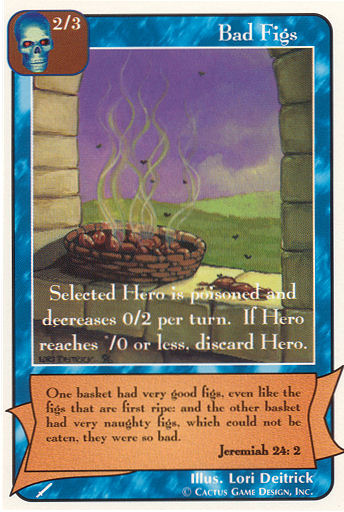 2/3
Bad Figs
Selected Hero is poisoned and
decreases 0/2 per turn. If Hero
reaches */0 or less, discard Hero.
LORI DEITRICK 96
One basket had very good figs, even like the
figs that are first ripe: and the other basket
had very naughty figs, which could not be
eaten, they were so bad.
Jeremiah 24: 2
Illus. Lori Deitrick
© Cactus Game Design, Inc.